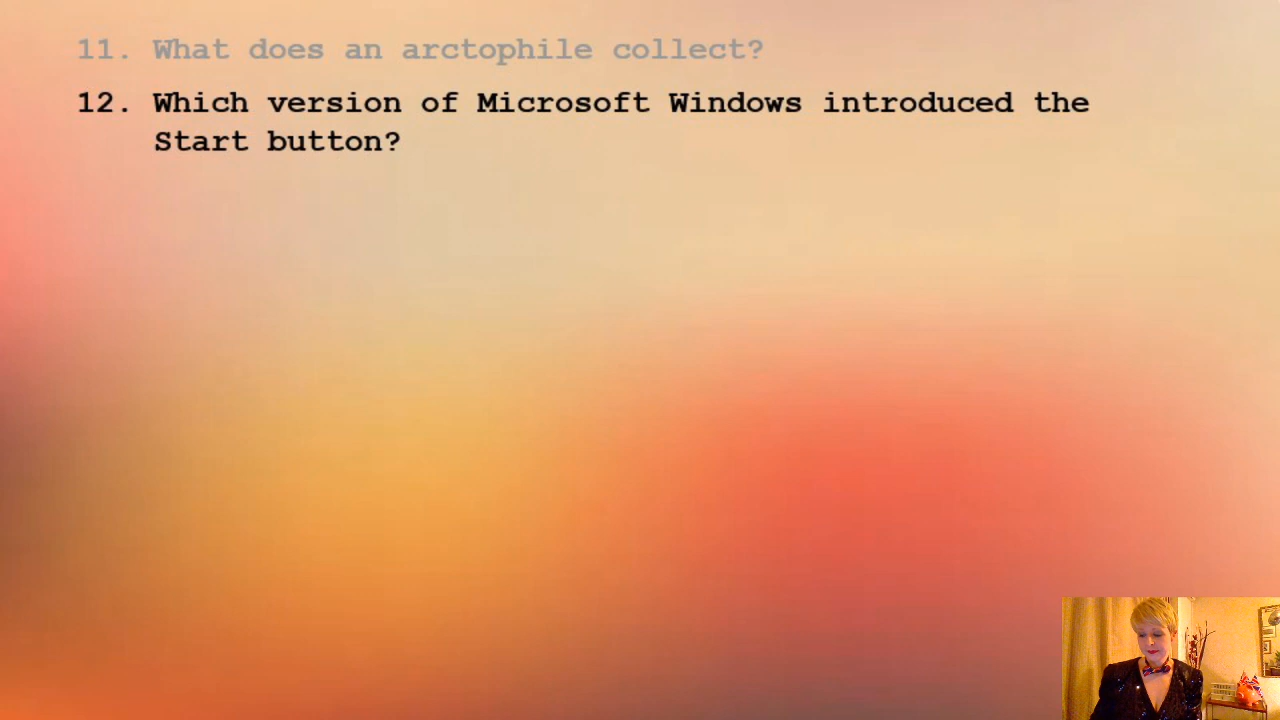 11. What does an arctophile collect?
12. Which version of Microsoft Windows introduced the
Start button?